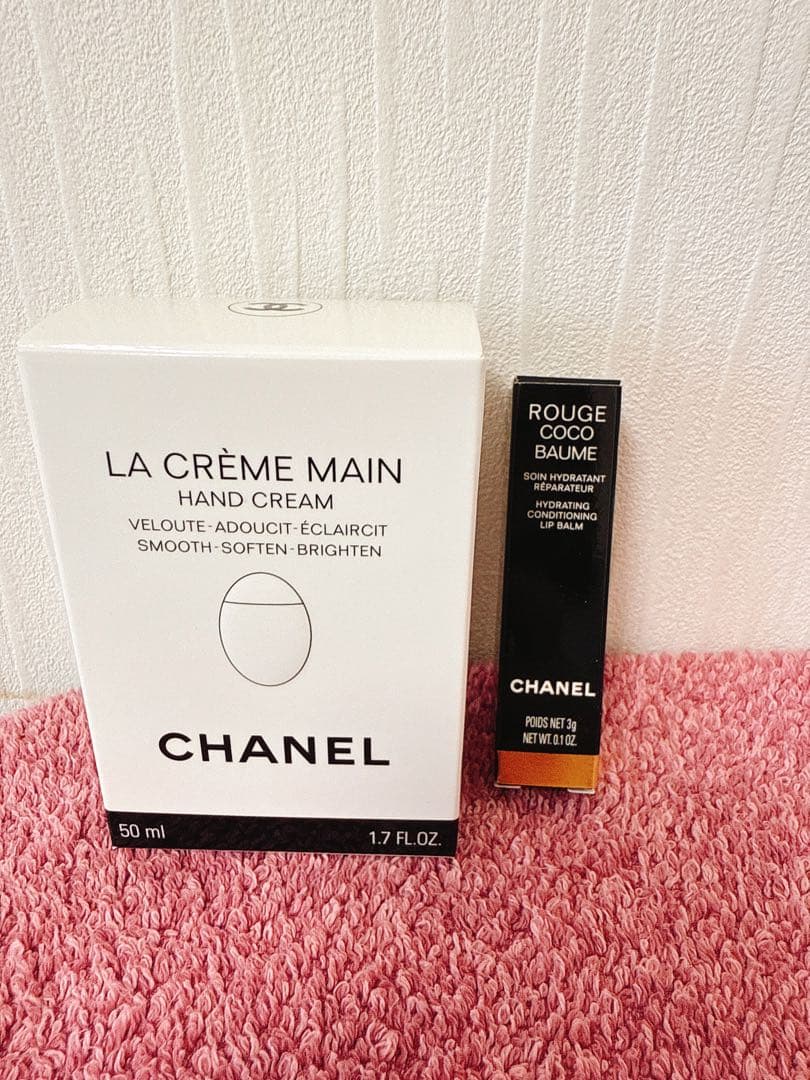 LA CRÈME MAIN
HAND CREAM
VELOUTE-ADOUCIT-ÉCLAIRCIT
SMOOTH-SOFTEN-BRIGHTEN
CHANEL
50 ml
1.7 FL.OZ.
ROUGE
COCO
BAUME
SOIN HYDRATANT
RÉPARATEUR
HYDRATING
CONDITIONING
LIP BALM
CHANEL
POIDS NET 3g
NET WT. 0.1 OZ.